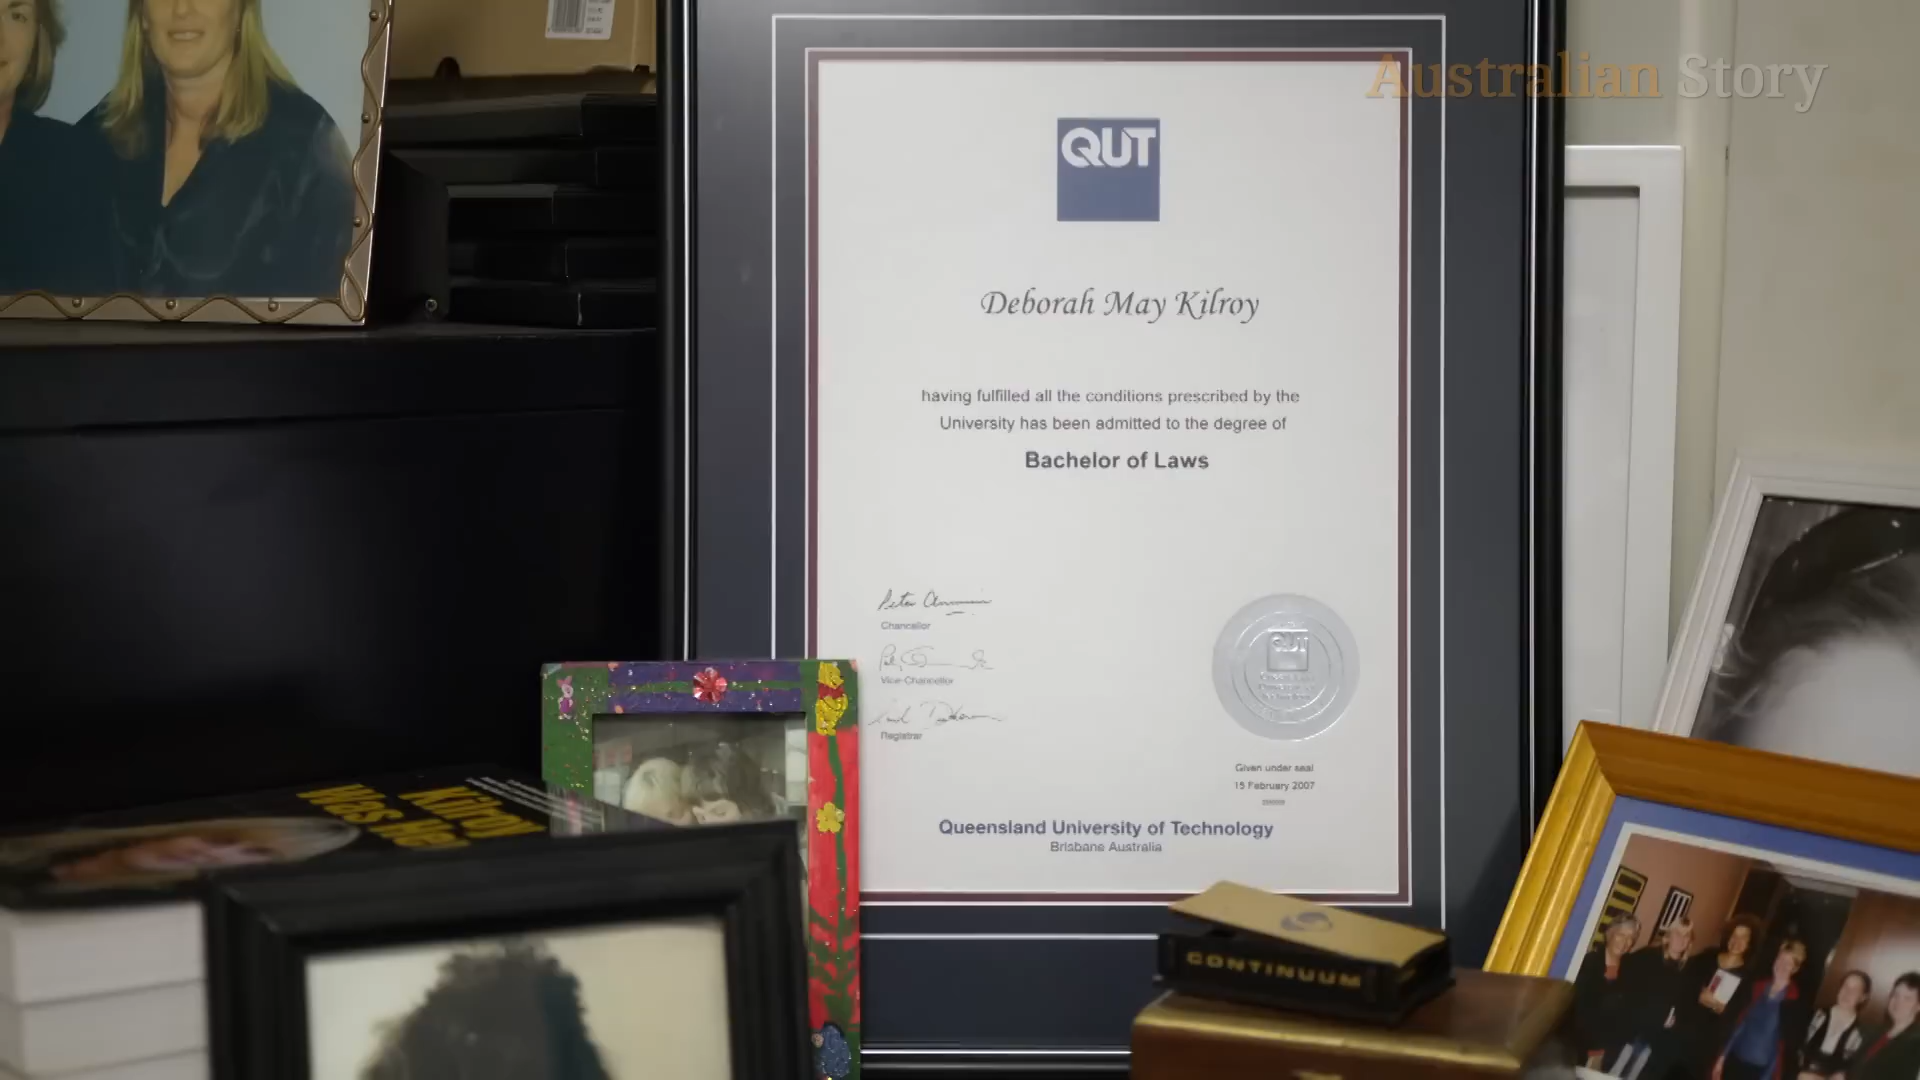 Australian Story
QUT
Deborah May Kilroy
having fulfilled all the conditions prescribed by the
University has been admitted to the degree of
Bachelor of Laws
Chancellor
Vice-Chancellor
Registrar
QUT
Given under seal
15 February 2007
Queensland University of Technology
Brisbane Australia
Kilroy
Was He
CONTINUUM